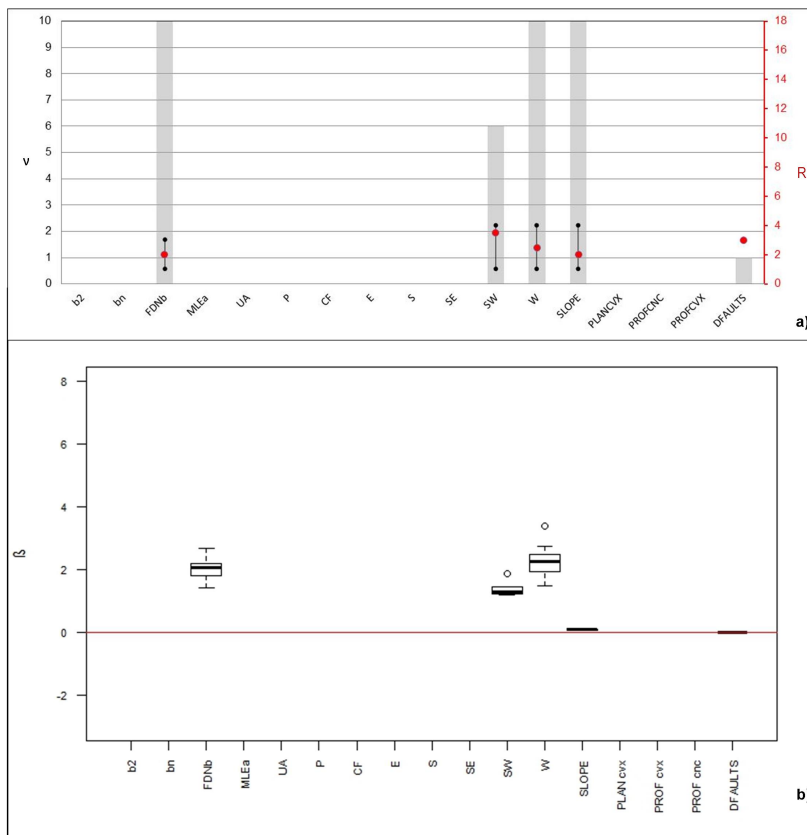 10 18
9 16
8 14
7 12
6 10
5
ν 8 R
4
3 6
2 4
1 2
0 0
b2 bn FDNb MLEa UA P CF E S SE SW W SLOPE PLANCVX PROFCNC PROFCVX DFAULTS
a)
8
6
4
ß
2
0
-2
b2 bn FDNb MLEa UA P CF E S SE SW W SLOPE PLAN cvx PROF cvx PROF cnc DFAULTS
b)